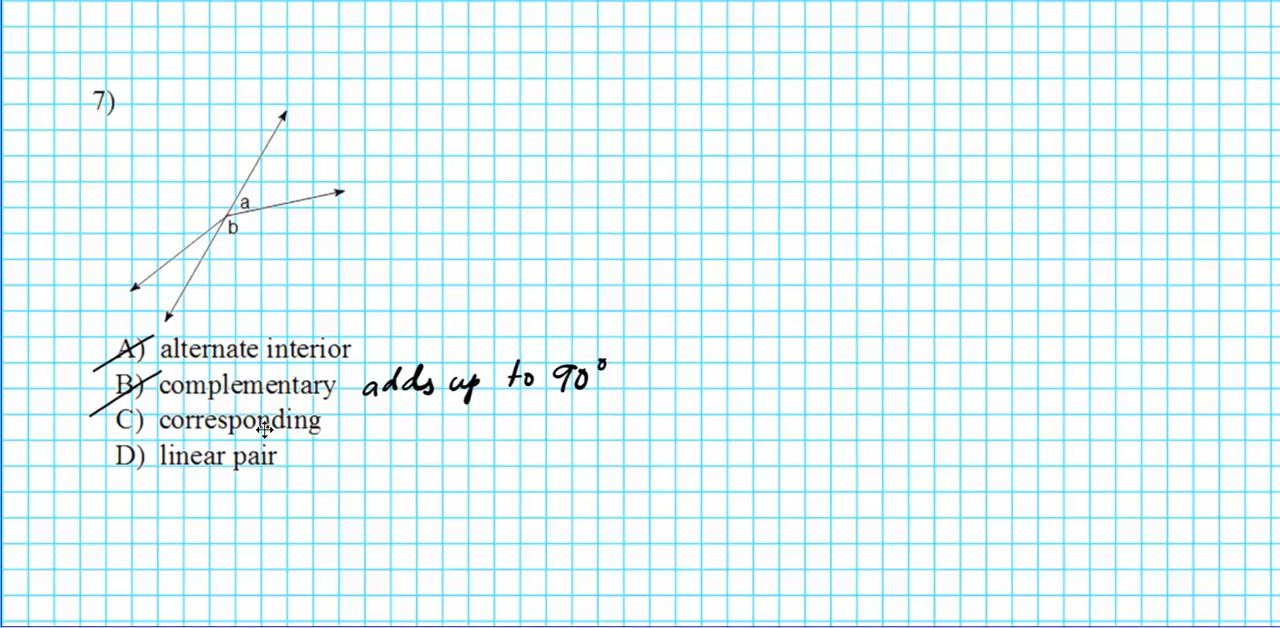 7)
a
b
A) alternate interior
B) complementary adds up to 90°
C) corresponding
D) linear pair